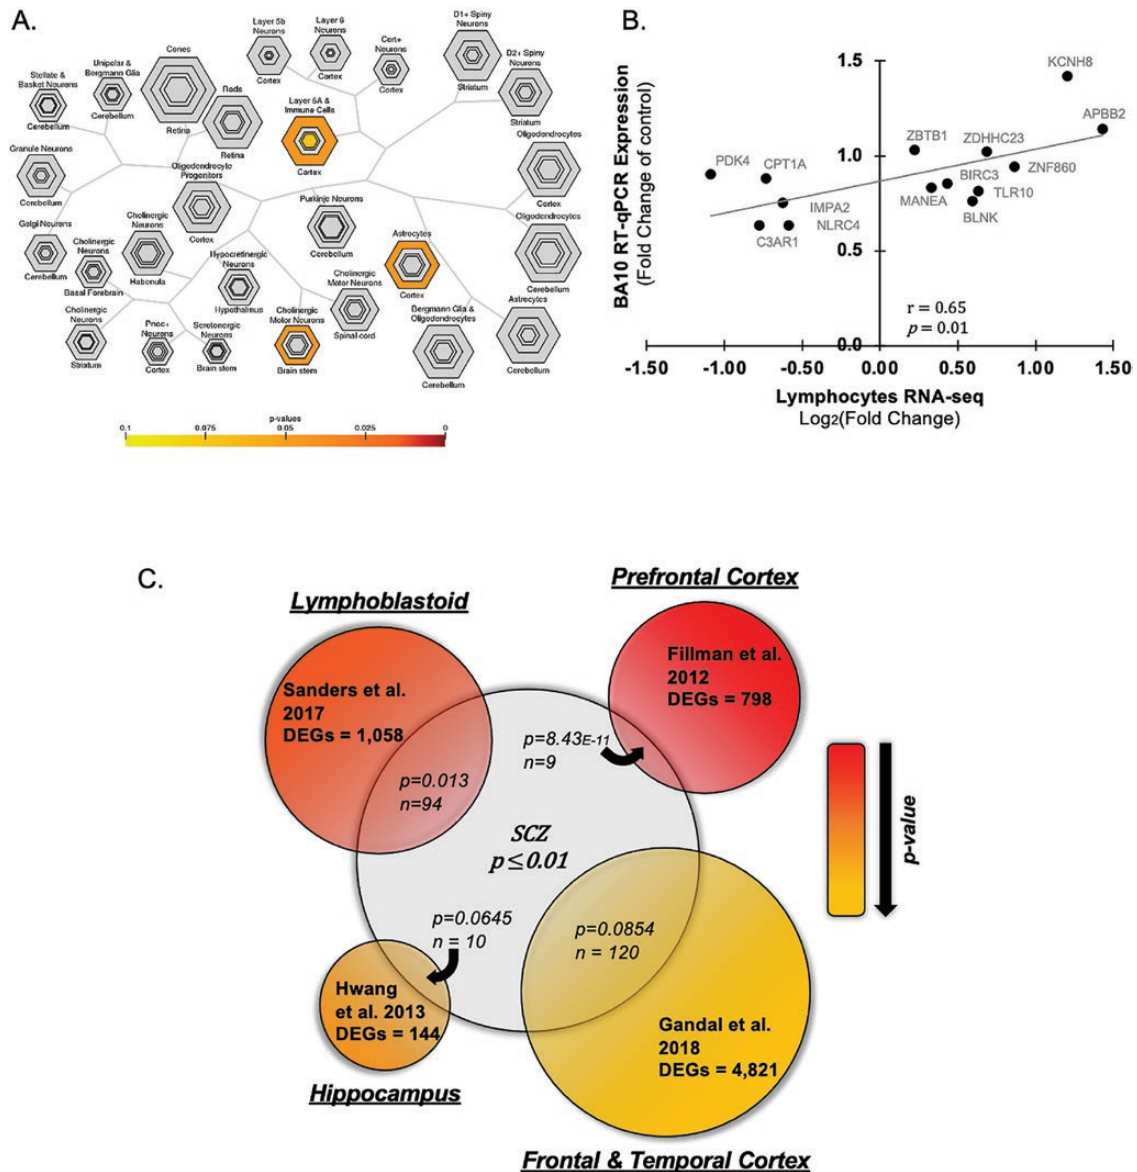 A.
Stellate &
Basket Neurons
Cerebellum
Unipolar &
Bergmann Glia
Cerebellum
Cones
Retina
Rods
Retina
Layer 5b
Neurons
Cortex
Layer 6
Neurons
Cortex
Cort+
Neurons
Cortex
D1+ Spiny
Neurons
Striatum
D2+ Spiny
Neurons
Striatum
Layer 5A &
Immune Cells
Cortex
Oligodendrocytes
Cortex
Granule Neurons
Cerebellum
Oligodendrocyte
Progenitors
Cortex
Purkinje Neurons
Cerebellum
Oligodendrocytes
Cerebellum
Golgi Neurons
Cerebellum
Cholinergic
Neurons
Basal Forebrain
Cholinergic
Neurons
Habenula
Hypocretinergic
Neurons
Hypothalmus
Astrocytes
Cortex
Cholinergic
Motor Neurons
Spinal-cord
Cholinergic
Neurons
Striatum
Pnoc+
Neurons
Cortex
Serotonergic
Neurons
Brain stem
Cholinergic
Motor Neurons
Brain stem
Bergmann Glia &
Oligodendrocytes
Cerebellum
Astrocytes
Cerebellum
p-values
0.1 0.075 0.05 0.025 0
B.
BA10 RT-qPCR Expression
(Fold Change of control)
1.5
1.0
0.5
0.0
KCNH8
APBB2
ZBTB1
ZDHHC23
PDK4
CPT1A
ZNF860
BIRC3
MANEA
TLR10
BLNK
IMPA2
NLRC4
C3AR1
r = 0.65
p = 0.01
-1.50 -1.00 -0.50 0.00 0.50 1.00 1.50
Lymphocytes RNA-seq
Log2(Fold Change)
C.
Lymphoblastoid
Sanders et al.
2017
DEGs = 1,058
p=0.013
n=94
Prefrontal Cortex
Fillman et al.
2012
DEGs = 798
p=8.43E-11
n=9
SCZ
p ≤ 0.01
p=0.0645
n = 10
Hwang
et al. 2013
DEGs = 144
Hippocampus
p=0.0854
n = 120
Gandal et al.
2018
DEGs = 4,821
Frontal & Temporal Cortex
p-value